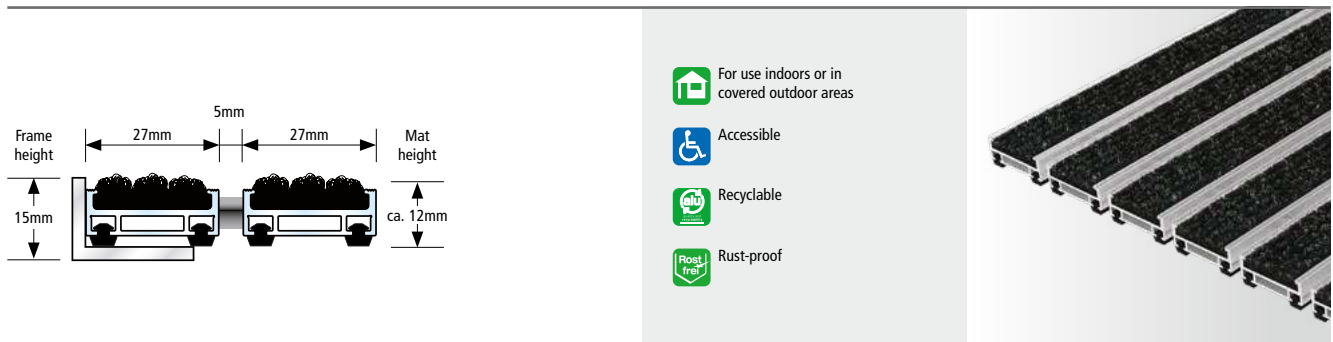 5mm
Frame
height
27mm
27mm
Mat
height
15mm
ca. 12mm
For use indoors or in
covered outdoor areas
Accessible
alu
Recyclable
Rost
frei
Rust-proof